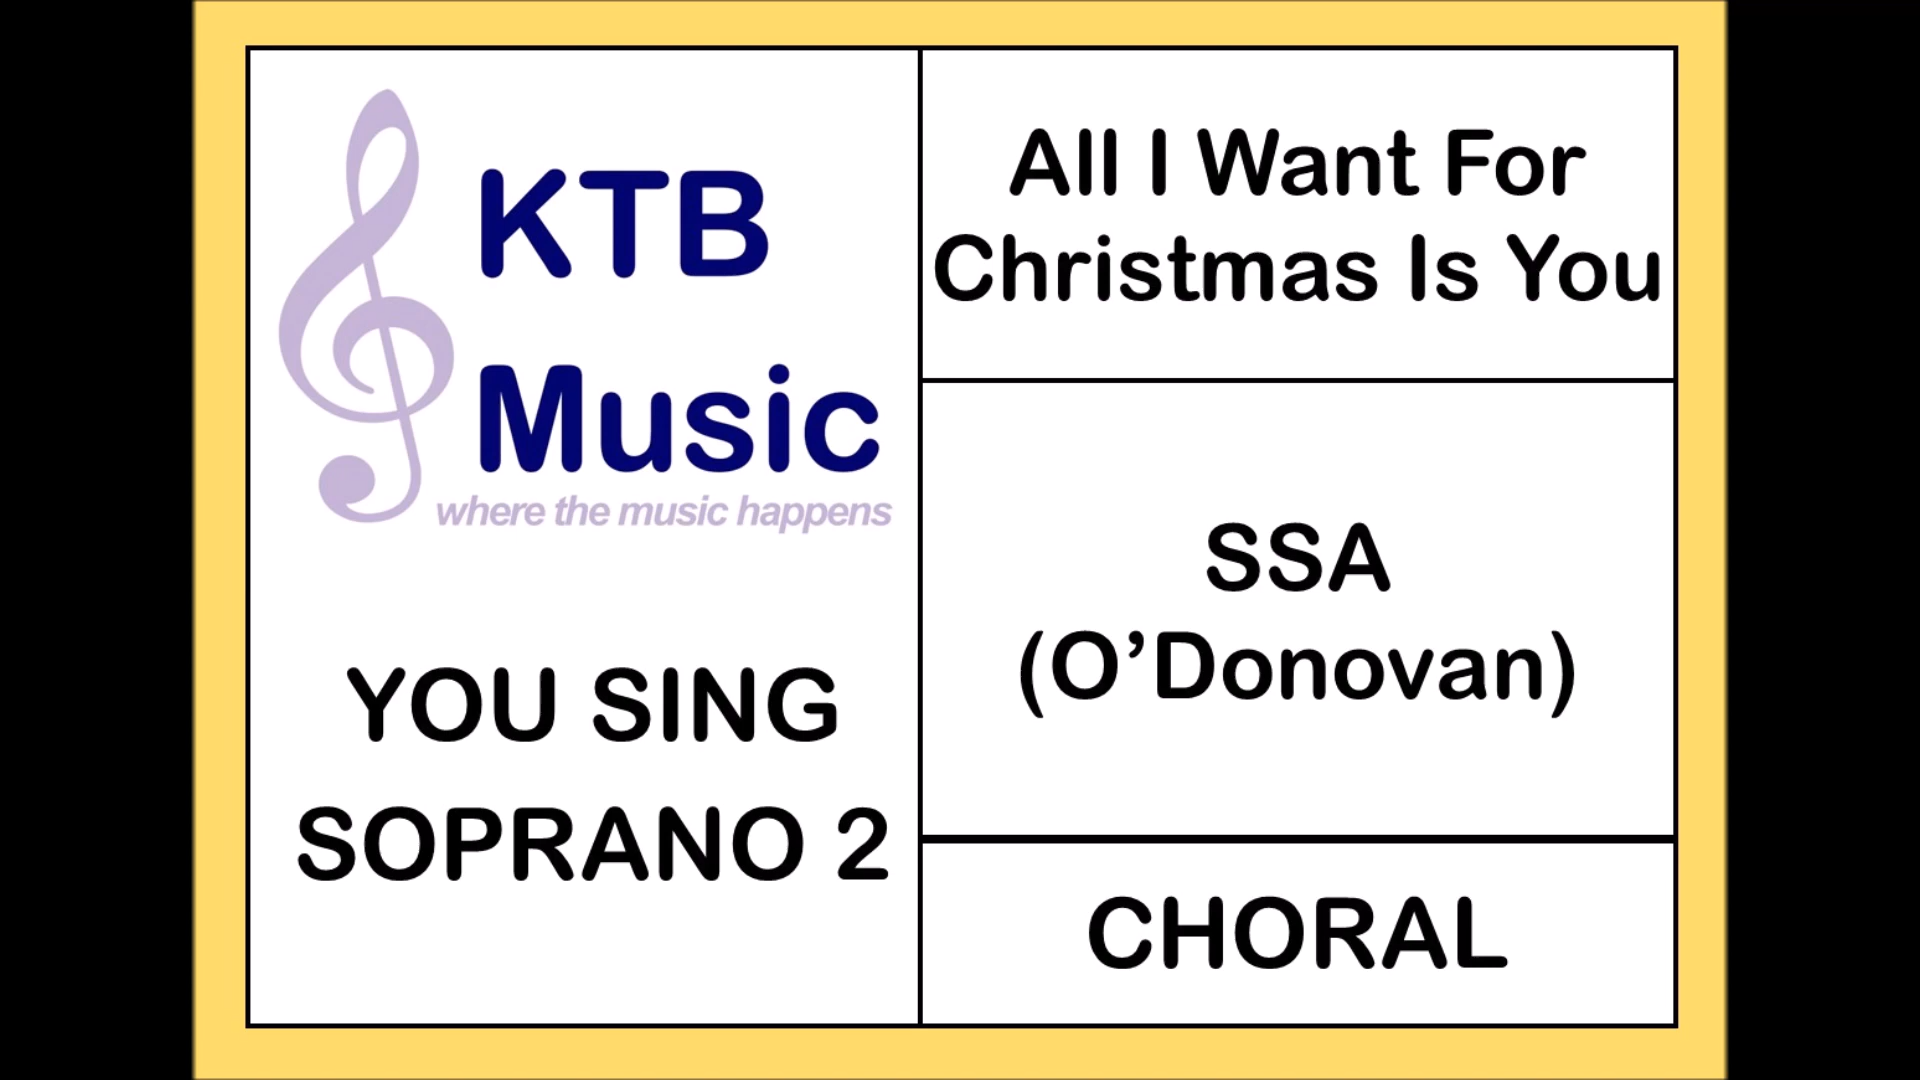 KTB
Music
where the music happens
YOU SING
SOPRANO 2
All I Want For
Christmas Is You
SSA
(O’Donovan)
CHORAL